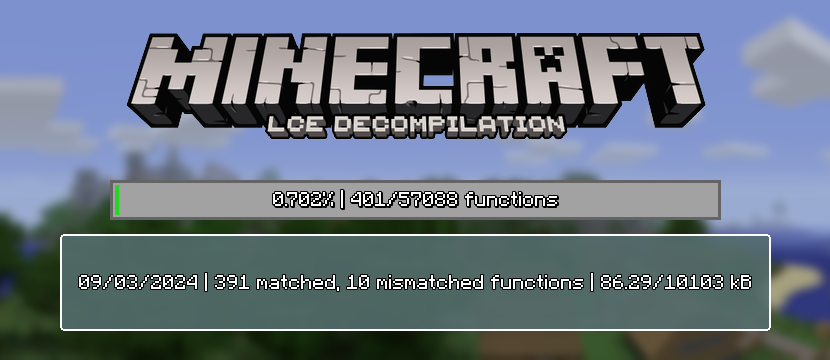 MINECRAFT
LCE DECOMPILATION
0.702% | 401/57088 functions
09/03/2024 | 391 matched, 10 mismatched functions | 86.29/10103 kB